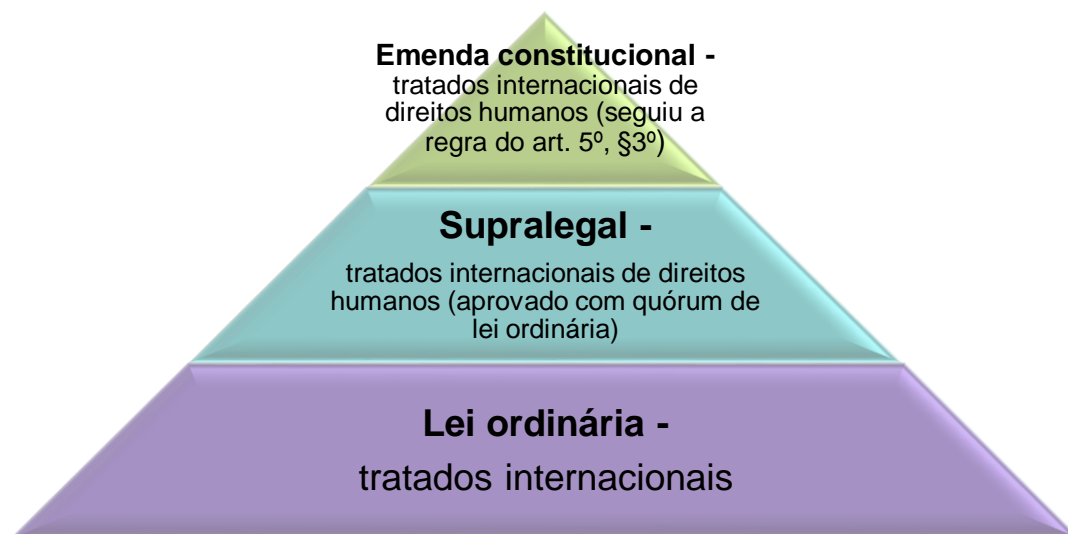 Emenda constitucional -
tratados internacionais de
direitos humanos (seguiu a
regra do art. 5º, §3º)
Supralegal -
tratados internacionais de direitos
humanos (aprovado com quórum de
lei ordinária)
Lei ordinária -
tratados internacionais